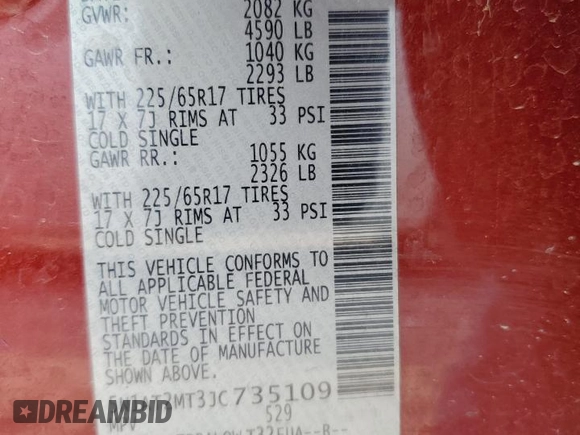 GVWR: 2082 KG
4590 LB
GAWR FR.: 1040 KG
2293 LB
WITH 225/65R17 TIRES
17 X 7J RIMS AT 33 PSI
COLD SINGLE
GAWR RR.: 1055 KG
2326 LB
WITH 225/65R17 TIRES
17 X 7J RIMS AT 33 PSI
COLD SINGLE
THIS VEHICLE CONFORMS TO
ALL APPLICABLE FEDERAL
MOTOR VEHICLE SAFETY AND
THEFT PREVENTION
STANDARDS IN EFFECT ON
THE DATE OF MANUFACTURE
SHOWN ABOVE.
735109
MPV 529
DREAMBID